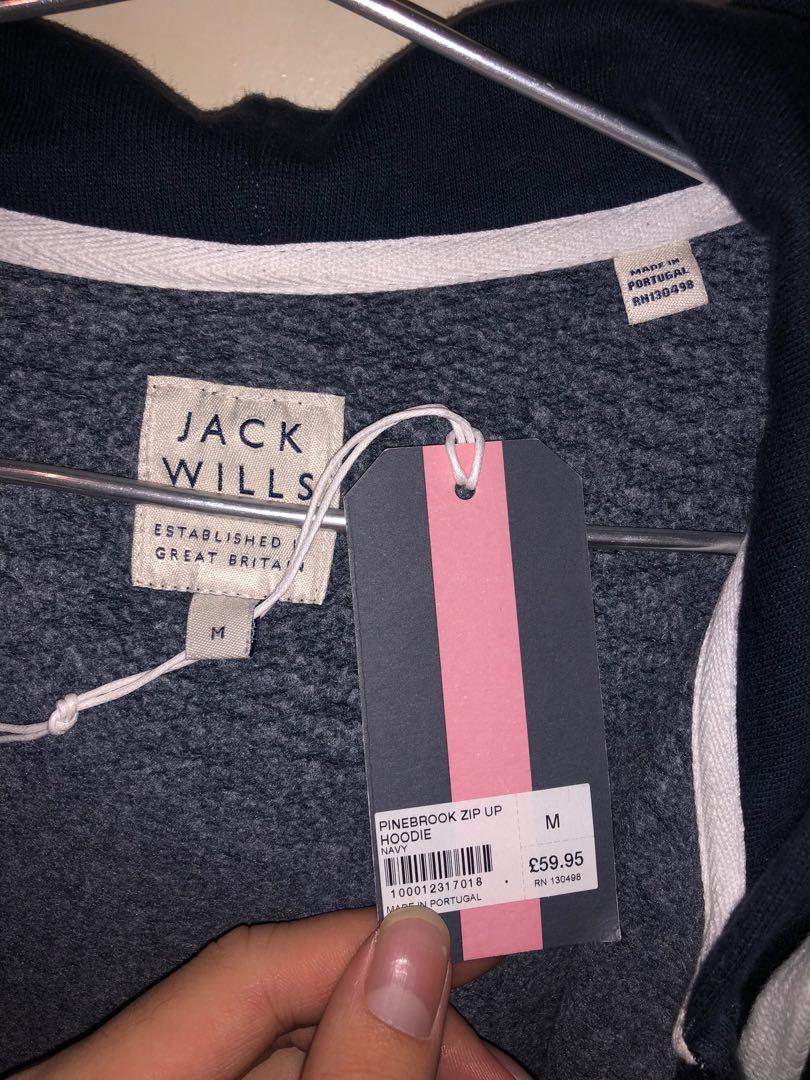 MADE IN
PORTUGAL
RN130498
JACK
WILLS
ESTABLISHED
GREAT BRITAIN
M
PINEBROOK ZIP UP
HOODIE
NAVY
M
100012317018
£59.95
RN 130498
MADE IN PORTUGAL